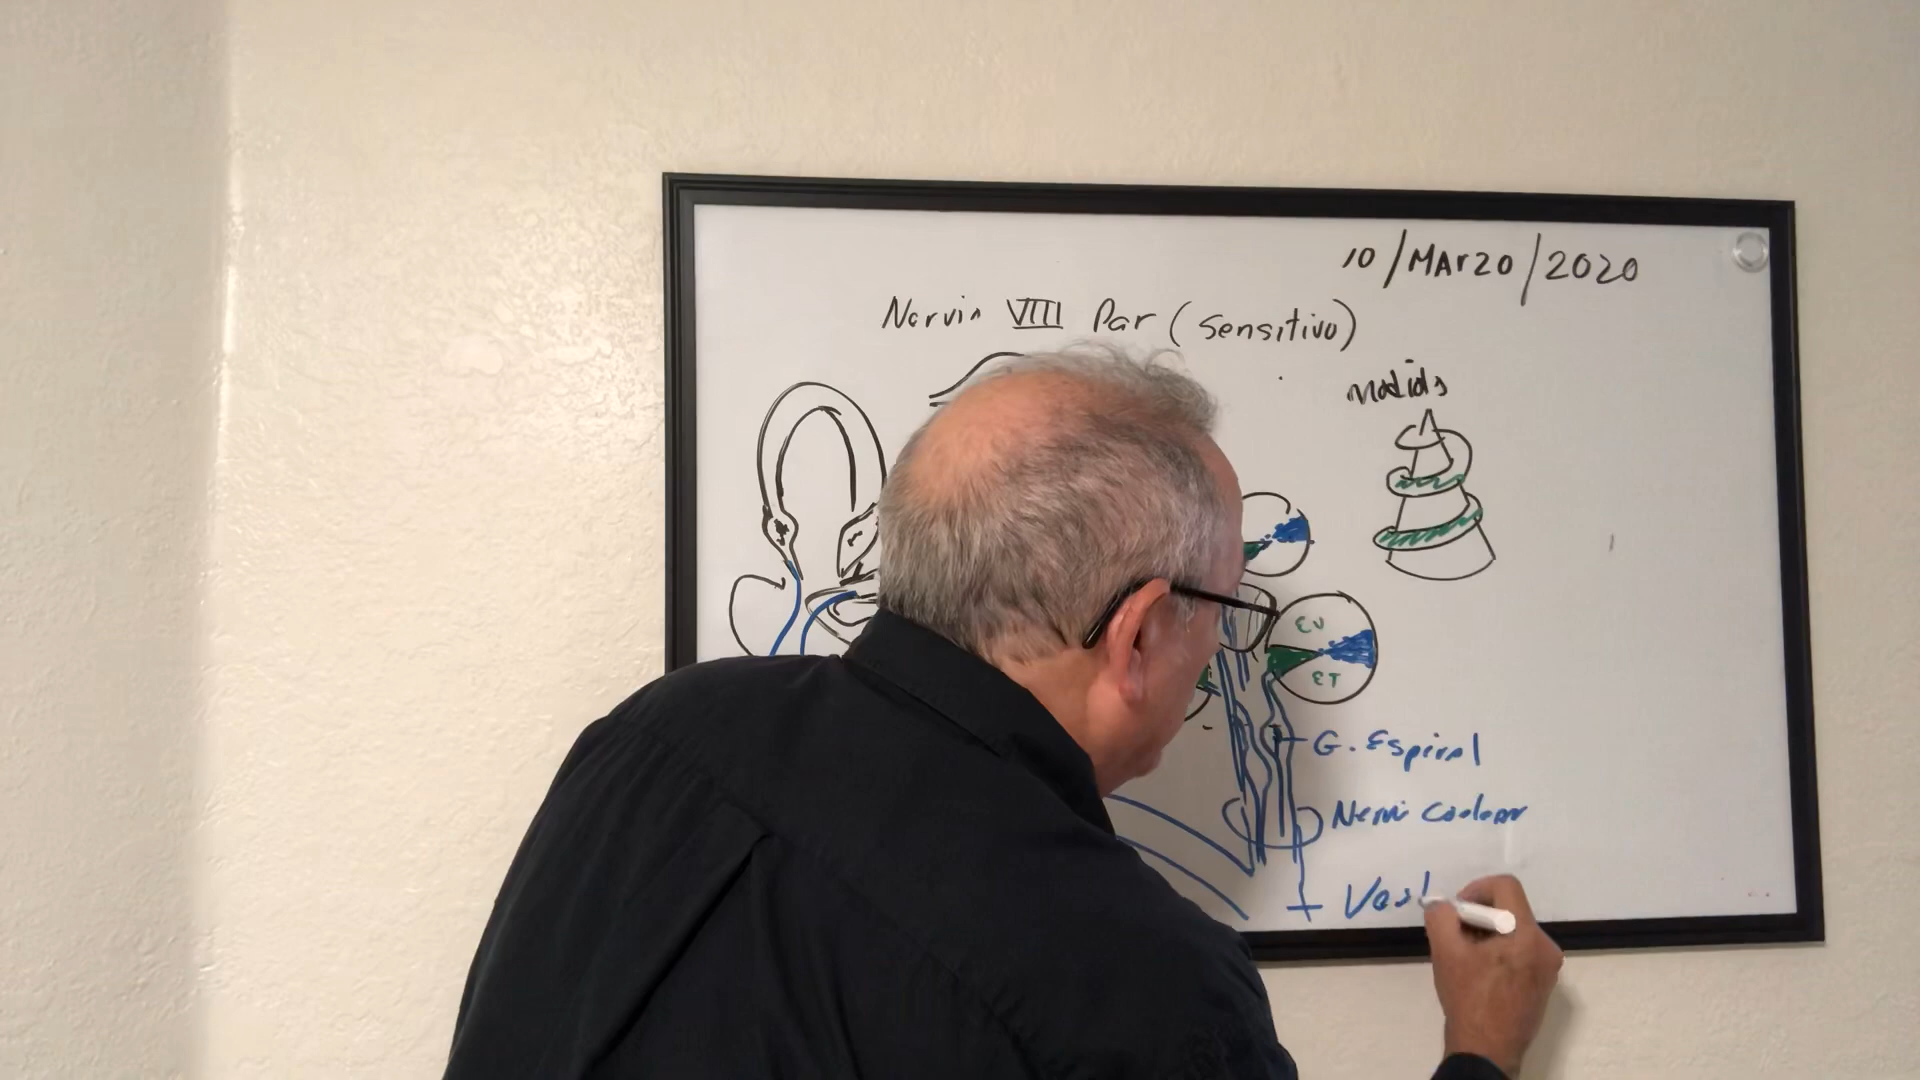 10/MArzo/2020
Nervio VIII Par (Sensitivo)
Modiolo
EV
ET
G. Espiral
Nervio Coclear
Vest